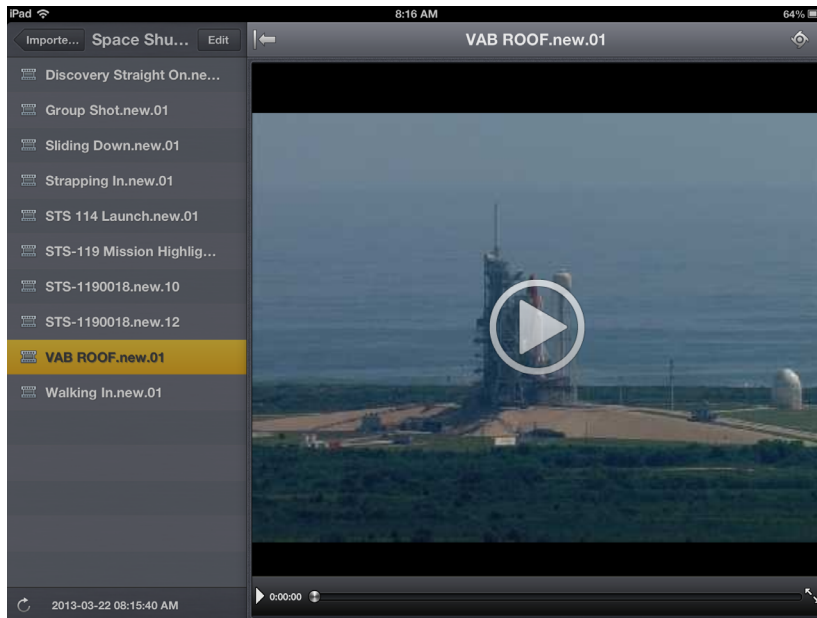 iPad 8:16 AM 64%
Importe... Space Shu... Edit VAB ROOF.new.01
Discovery Straight On.ne...
Group Shot.new.01
Sliding Down.new.01
Strapping In.new.01
STS 114 Launch.new.01
STS-119 Mission Highlig...
STS-1190018.new.10
STS-1190018.new.12
VAB ROOF.new.01
Walking In.new.01
0:00:00
2013-03-22 08:15:40 AM